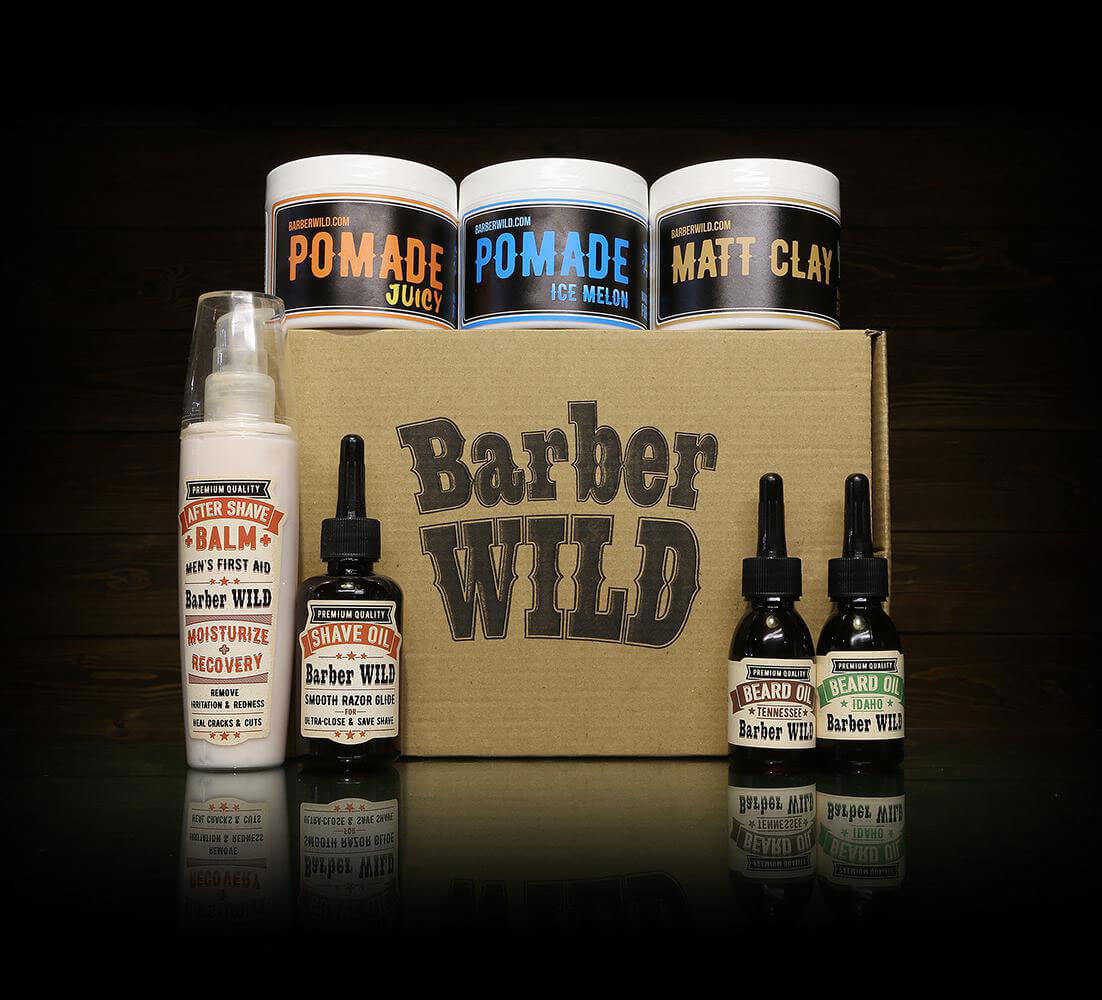 BARBERWILD.COM
POMADE
JUICY
BARBERWILD.COM
POMADE
ICE MELON
BARBERWILD.COM
MATT CLAY
Barber
WILD
PREMIUM QUALITY
AFTER SHAVE
BALM
MEN'S FIRST AID
Barber WILD
MOISTURIZE
RECOVERY
REMOVE
IRRITATION & REDNESS
HEAL CRACKS & CUTS
PREMIUM QUALITY
SHAVE OIL
Barber WILD
SMOOTH RAZOR GLIDE
FOR
ULTRA-CLOSE & SAVE SHAVE
PREMIUM QUALITY
BEARD OIL
TENNESSEE
Barber WILD
PREMIUM QUALITY
BEARD OIL
IDAHO
Barber WILD